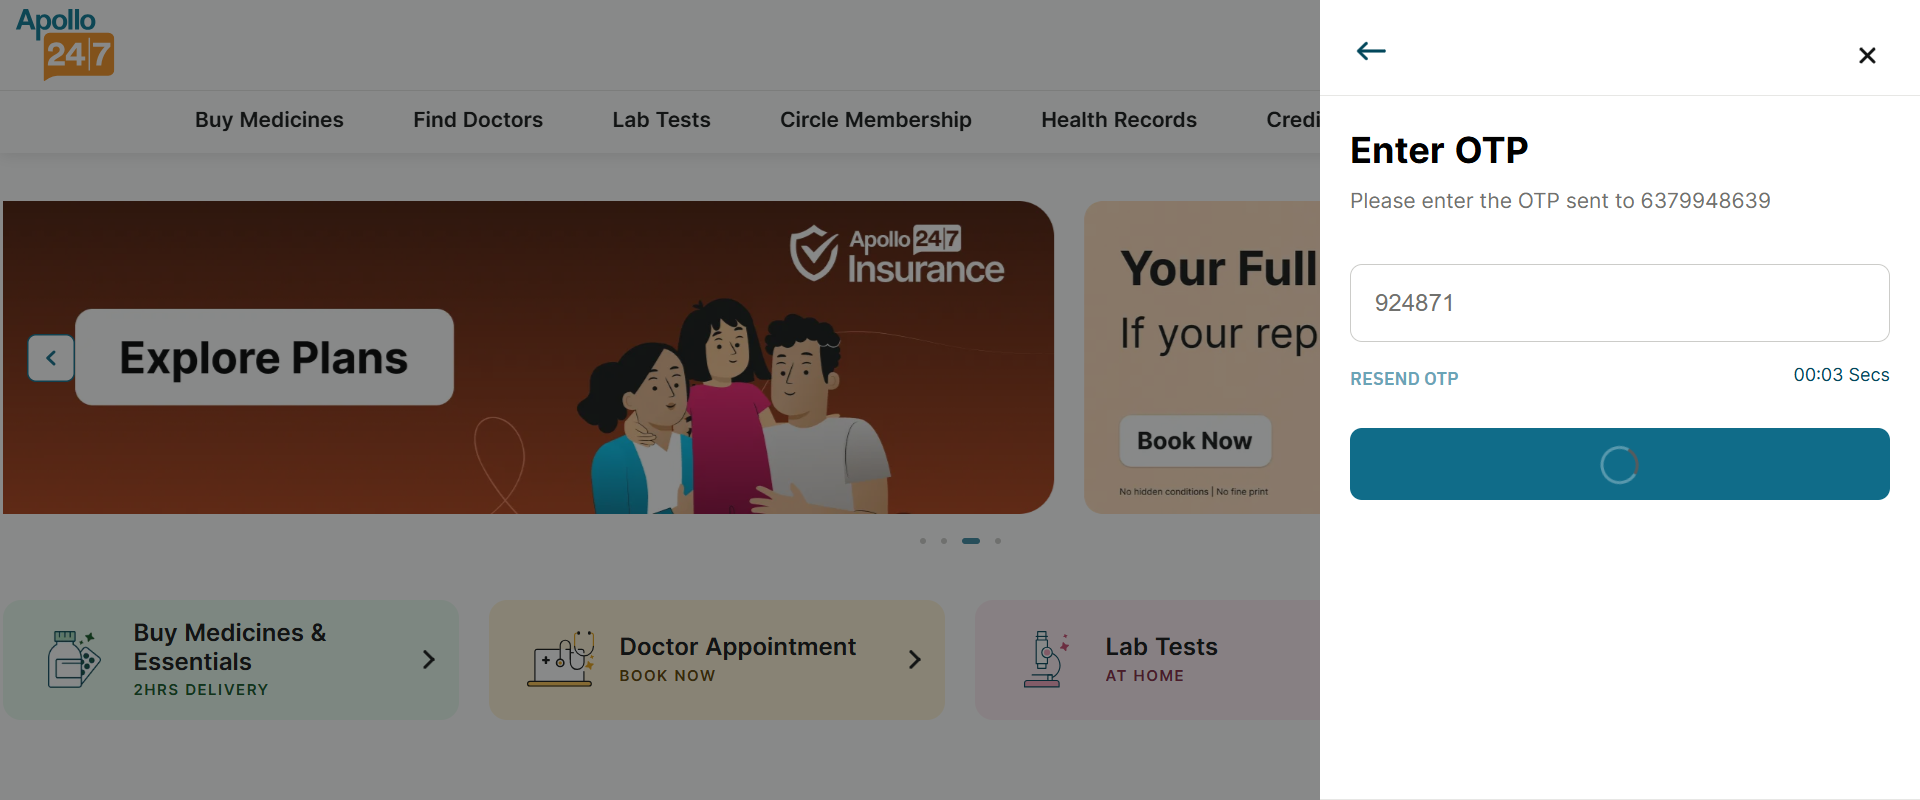 Apollo
24|7
Buy Medicines
Find Doctors
Lab Tests
Circle Membership
Health Records
Credi
Apollo 24|7
Insurance
Explore Plans
Your Full
If your rep
Book Now
No hidden conditions | No fine print
Buy Medicines &
Essentials
2HRS DELIVERY
Doctor Appointment
BOOK NOW
Lab Tests
AT HOME
Enter OTP
Please enter the OTP sent to 6379948639
924871
RESEND OTP
00:03 Secs